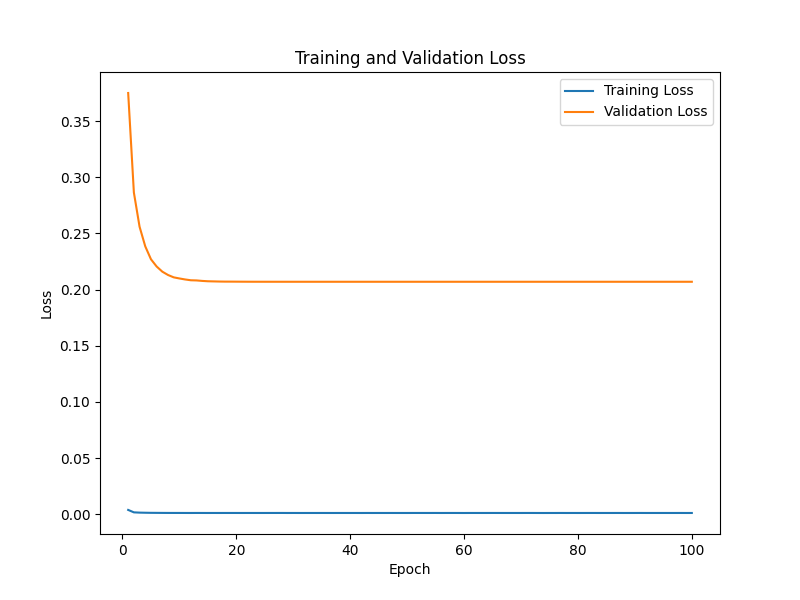 Training and Validation Loss
Training Loss
Validation Loss
0.35
0.30
0.25
0.20
0.15
0.10
0.05
0.00
Loss
0 20 40 60 80 100
Epoch